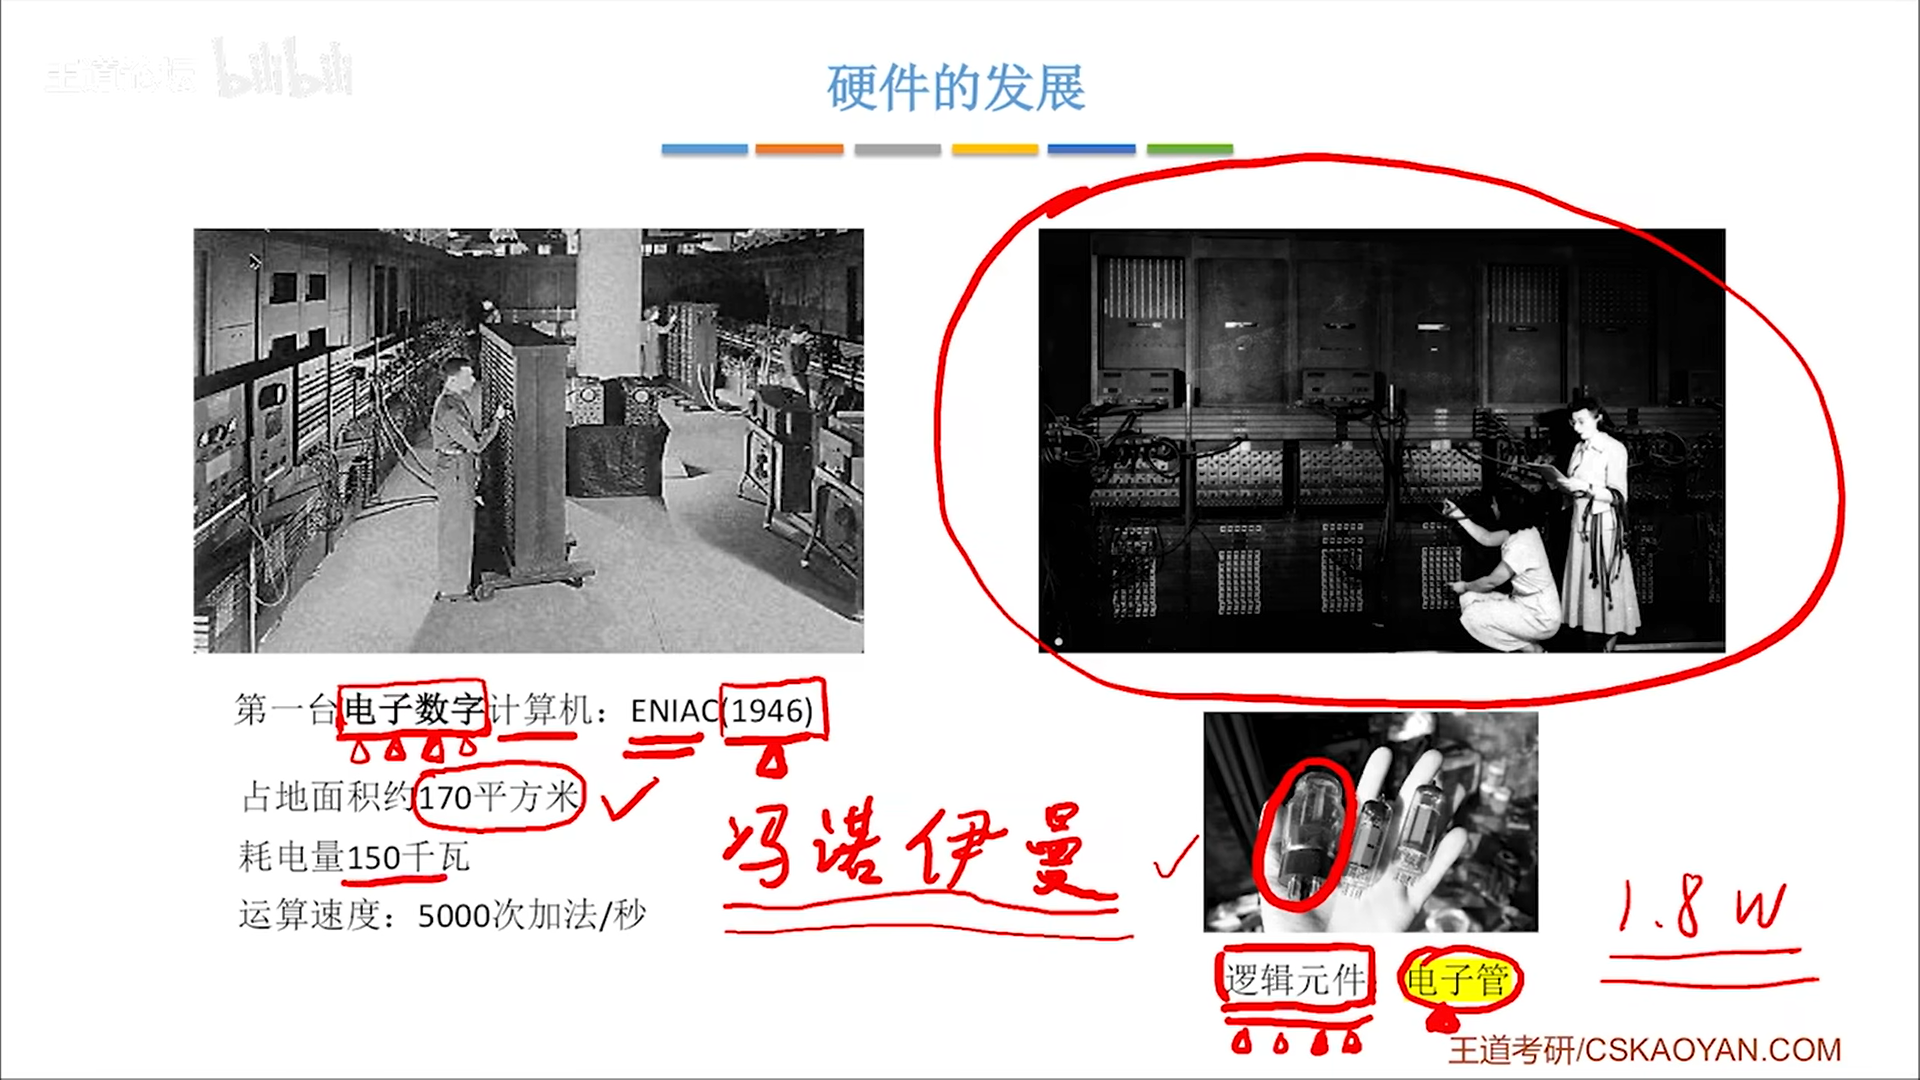 王道论坛 bilibili
硬件的发展
第一台电子数字计算机：ENIAC(1946)
占地面积约170平方米
耗电量150千瓦
运算速度：5000次加法/秒
冯诺伊曼
1.8W
逻辑元件 电子管
王道考研/CSKAOYAN.COM